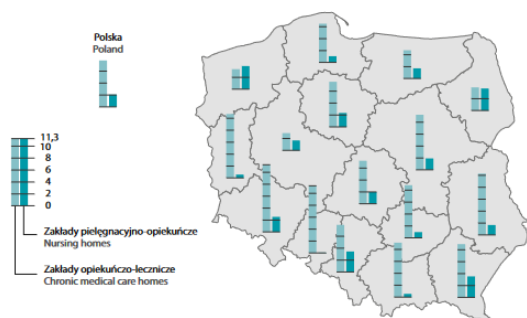 Polska
Poland
11,3
10
8
6
4
2
0
Zakłady pielęgnacyjno-opiekuńcze
Nursing homes
Zakłady opiekuńczo-lecznicze
Chronic medical care homes